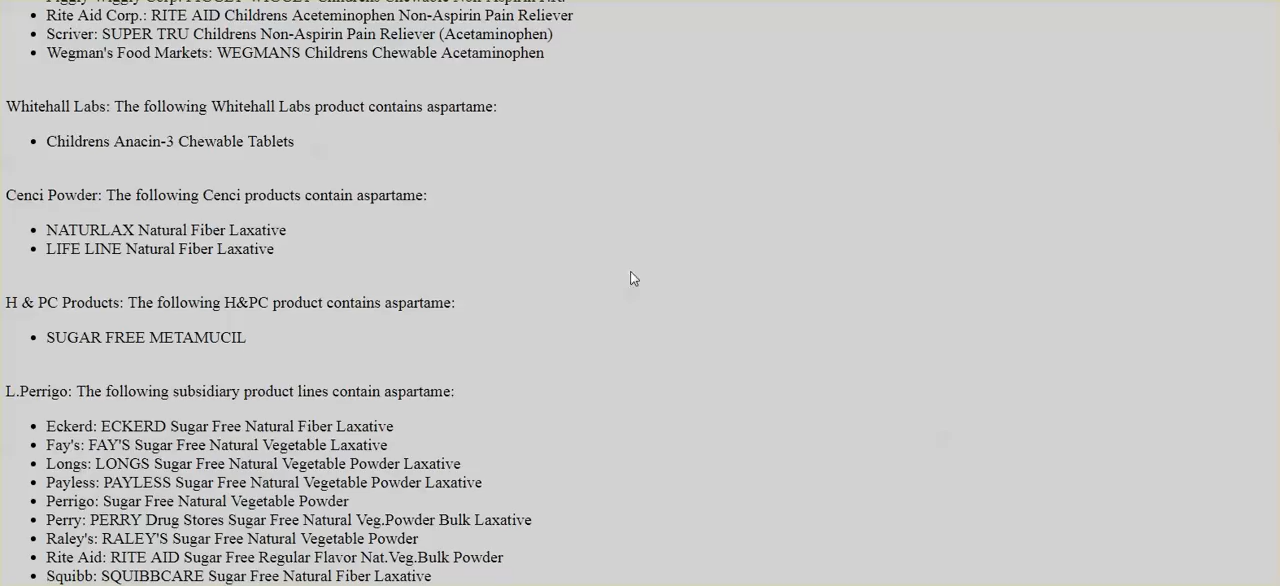 Rite Aid Corp.: RITE AID Childrens Aceteminophen Non-Aspirin Pain Reliever
Scriver: SUPER TRU Childrens Non-Aspirin Pain Reliever (Acetaminophen)
Wegman's Food Markets: WEGMANS Childrens Chewable Acetaminophen
Whitehall Labs: The following Whitehall Labs product contains aspartame:
Childrens Anacin-3 Chewable Tablets
Cenci Powder: The following Cenci products contain aspartame:
NATURLAX Natural Fiber Laxative
LIFE LINE Natural Fiber Laxative
H & PC Products: The following H&PC product contains aspartame:
SUGAR FREE METAMUCIL
L.Perrigo: The following subsidiary product lines contain aspartame:
Eckerd: ECKERD Sugar Free Natural Fiber Laxative
Fay's: FAY'S Sugar Free Natural Vegetable Laxative
Longs: LONGS Sugar Free Natural Vegetable Powder Laxative
Payless: PAYLESS Sugar Free Natural Vegetable Powder Laxative
Perrigo: Sugar Free Natural Vegetable Powder
Perry: PERRY Drug Stores Sugar Free Natural Veg.Powder Bulk Laxative
Raley's: RALEY'S Sugar Free Natural Vegetable Powder
Rite Aid: RITE AID Sugar Free Regular Flavor Nat.Veg.Bulk Powder
Squibb: SQUIBBCARE Sugar Free Natural Fiber Laxative